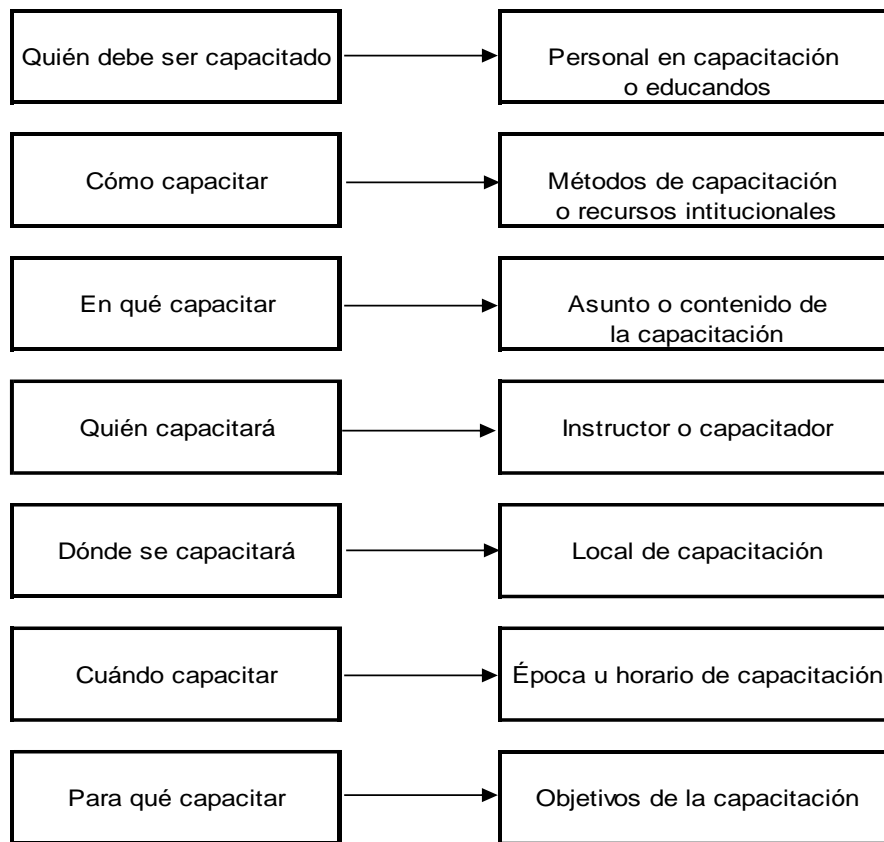 Quién debe ser capacitado
Personal en capacitación
o educandos
Cómo capacitar
Métodos de capacitación
o recursos intitucionales
En qué capacitar
Asunto o contenido de
la capacitación
Quién capacitará
Instructor o capacitador
Dónde se capacitará
Local de capacitación
Cuándo capacitar
Época u horario de capacitación
Para qué capacitar
Objetivos de la capacitación